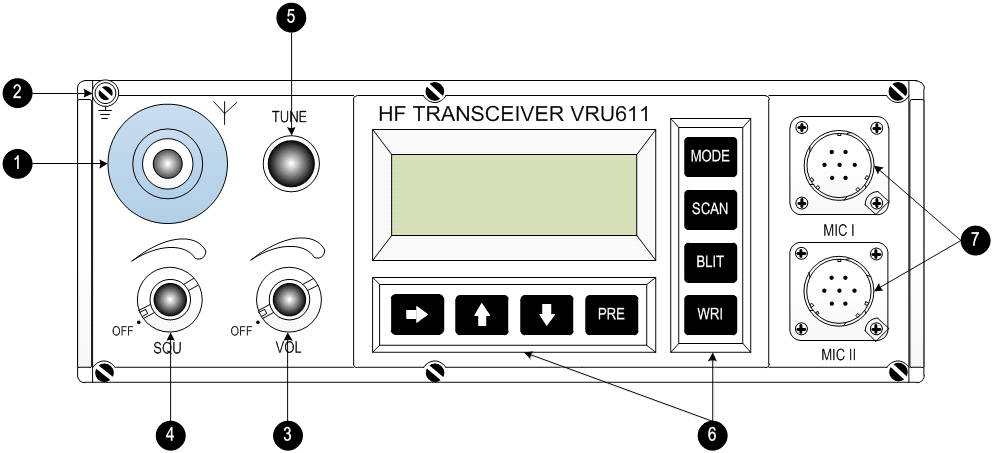 5
2
HF TRANSCEIVER VRU611
TUNE
1
MODE
SCAN
MIC I
7
BLIT
OFF
OFF
PRE
WRI
SQU
VOL
MIC II
4
3
6